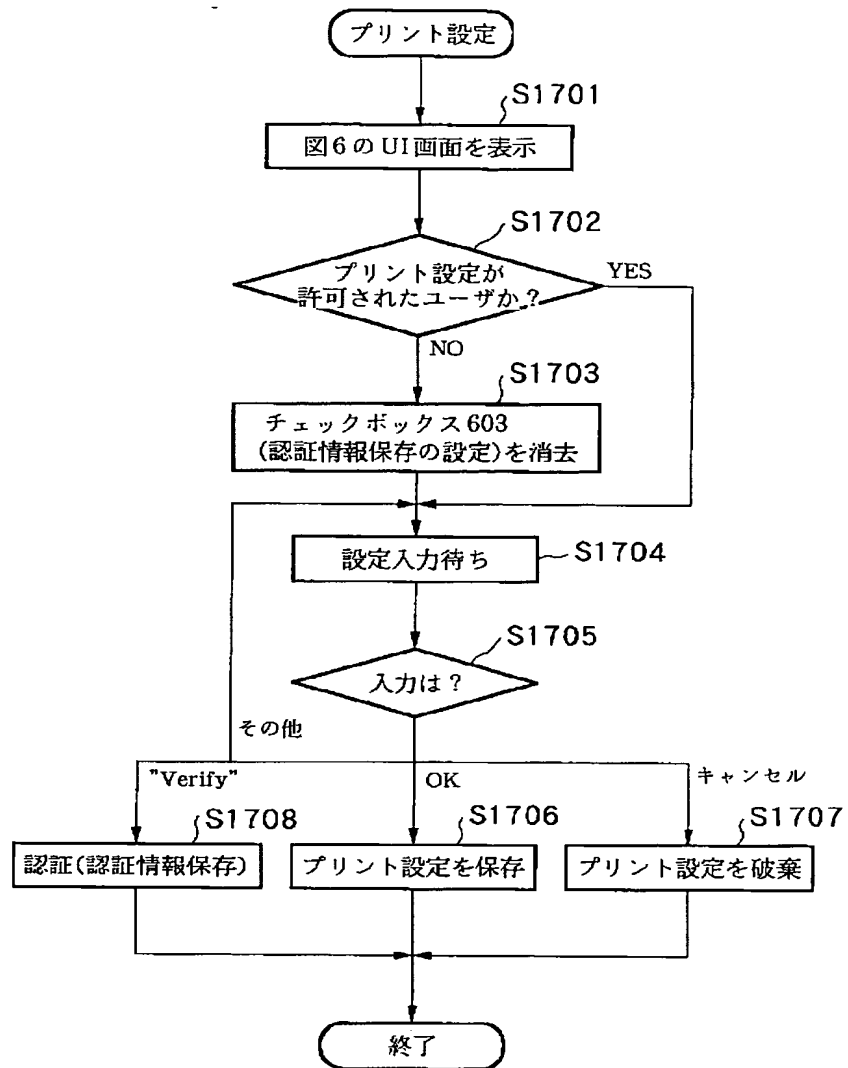 プリント設定
S1701
図6のUI画面を表示
S1702
プリント設定が
許可されたユーザか?
YES
NO
S1703
チェックボックス603
(認証情報保存の設定)を消去
設定入力待ち
S1704
S1705
入力は?
その他
"Verify"
OK
キャンセル
S1708
S1706
S1707
認証(認証情報保存)
プリント設定を保存
プリント設定を破棄
終了